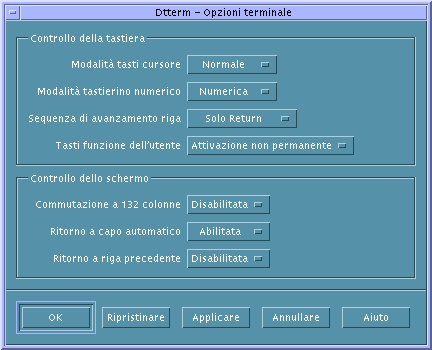 Dtterm – Opzioni terminale
Controllo della tastiera
Modalità tasti cursore Normale
Modalità tastierino numerico Numerica
Sequenza di avanzamento riga Solo Return
Tasti funzione dell'utente Attivazione non permanente
Controllo dello schermo
Commutazione a 132 colonne Disabilitata
Ritorno a capo automatico Abilitata
Ritorno a riga precedente Disabilitata
OK Ripristinare Applicare Annullare Aiuto